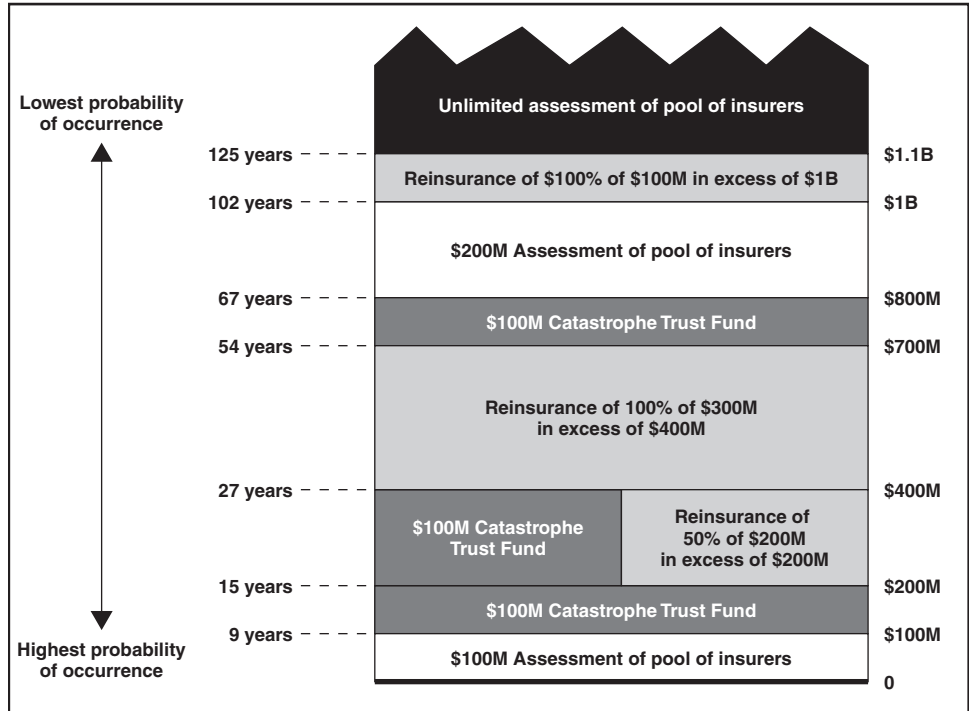 Unlimited assessment of pool of insurers
Lowest probability
of occurrence
125 years
$1.1B
Reinsurance of $100% of $100M in excess of $1B
102 years
$1B
$200M Assessment of pool of insurers
67 years
$800M
$100M Catastrophe Trust Fund
54 years
$700M
Reinsurance of 100% of $300M
in excess of $400M
27 years
$400M
$100M Catastrophe
Trust Fund
Reinsurance of
50% of $200M
in excess of $200M
15 years
$200M
$100M Catastrophe Trust Fund
9 years
$100M
Highest probability
of occurrence
$100M Assessment of pool of insurers
0